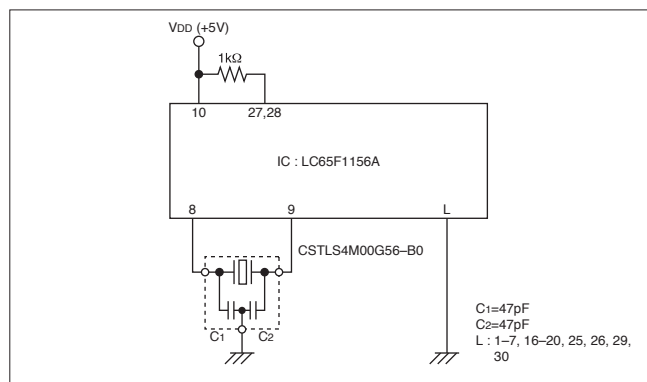 VDD (+5V)
1kΩ
10
27,28
IC : LC65F1156A
8
9
L
CSTLS4M00G56–B0
C1
C2
C1=47pF
C2=47pF
L : 1–7, 16–20, 25, 26, 29,
30